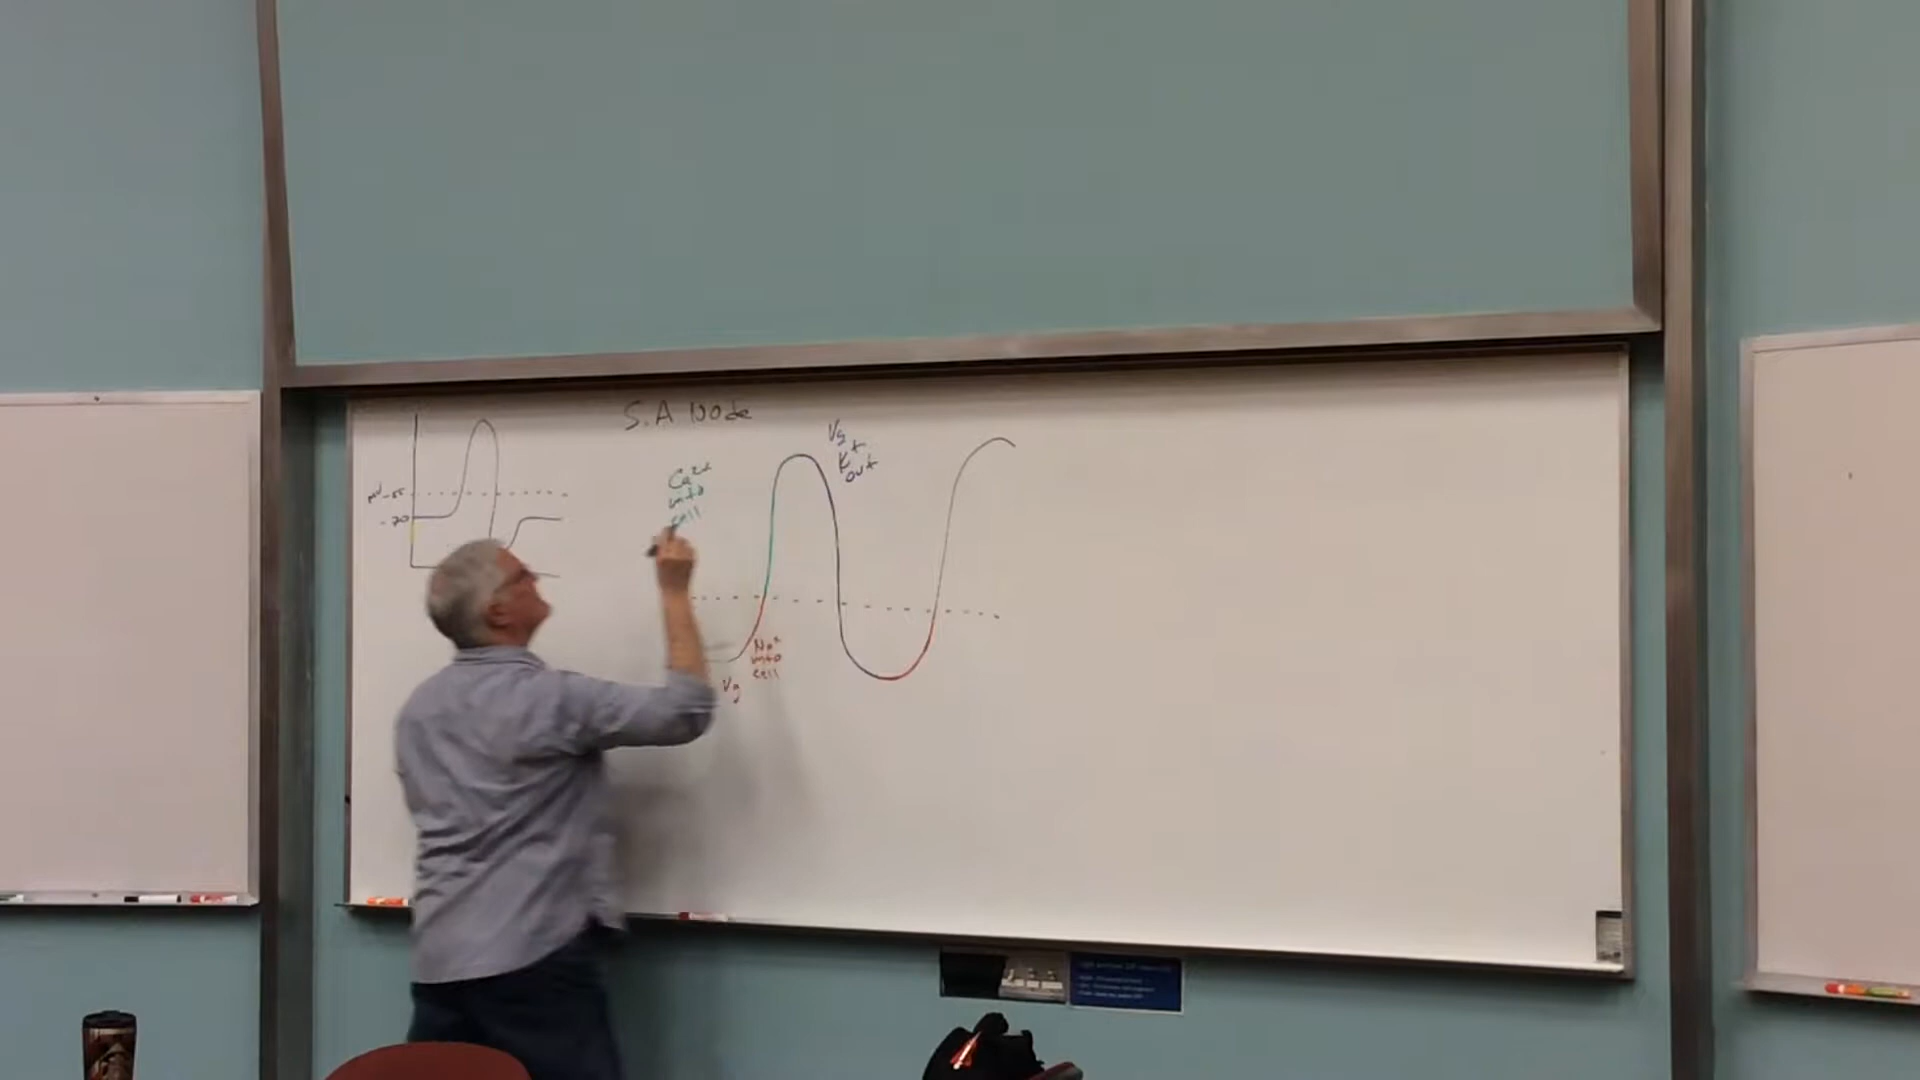 S.A Node
mV -55
-70
Ca2+
into
cell
Vg
K+
out
Na+
into
cell
Vg